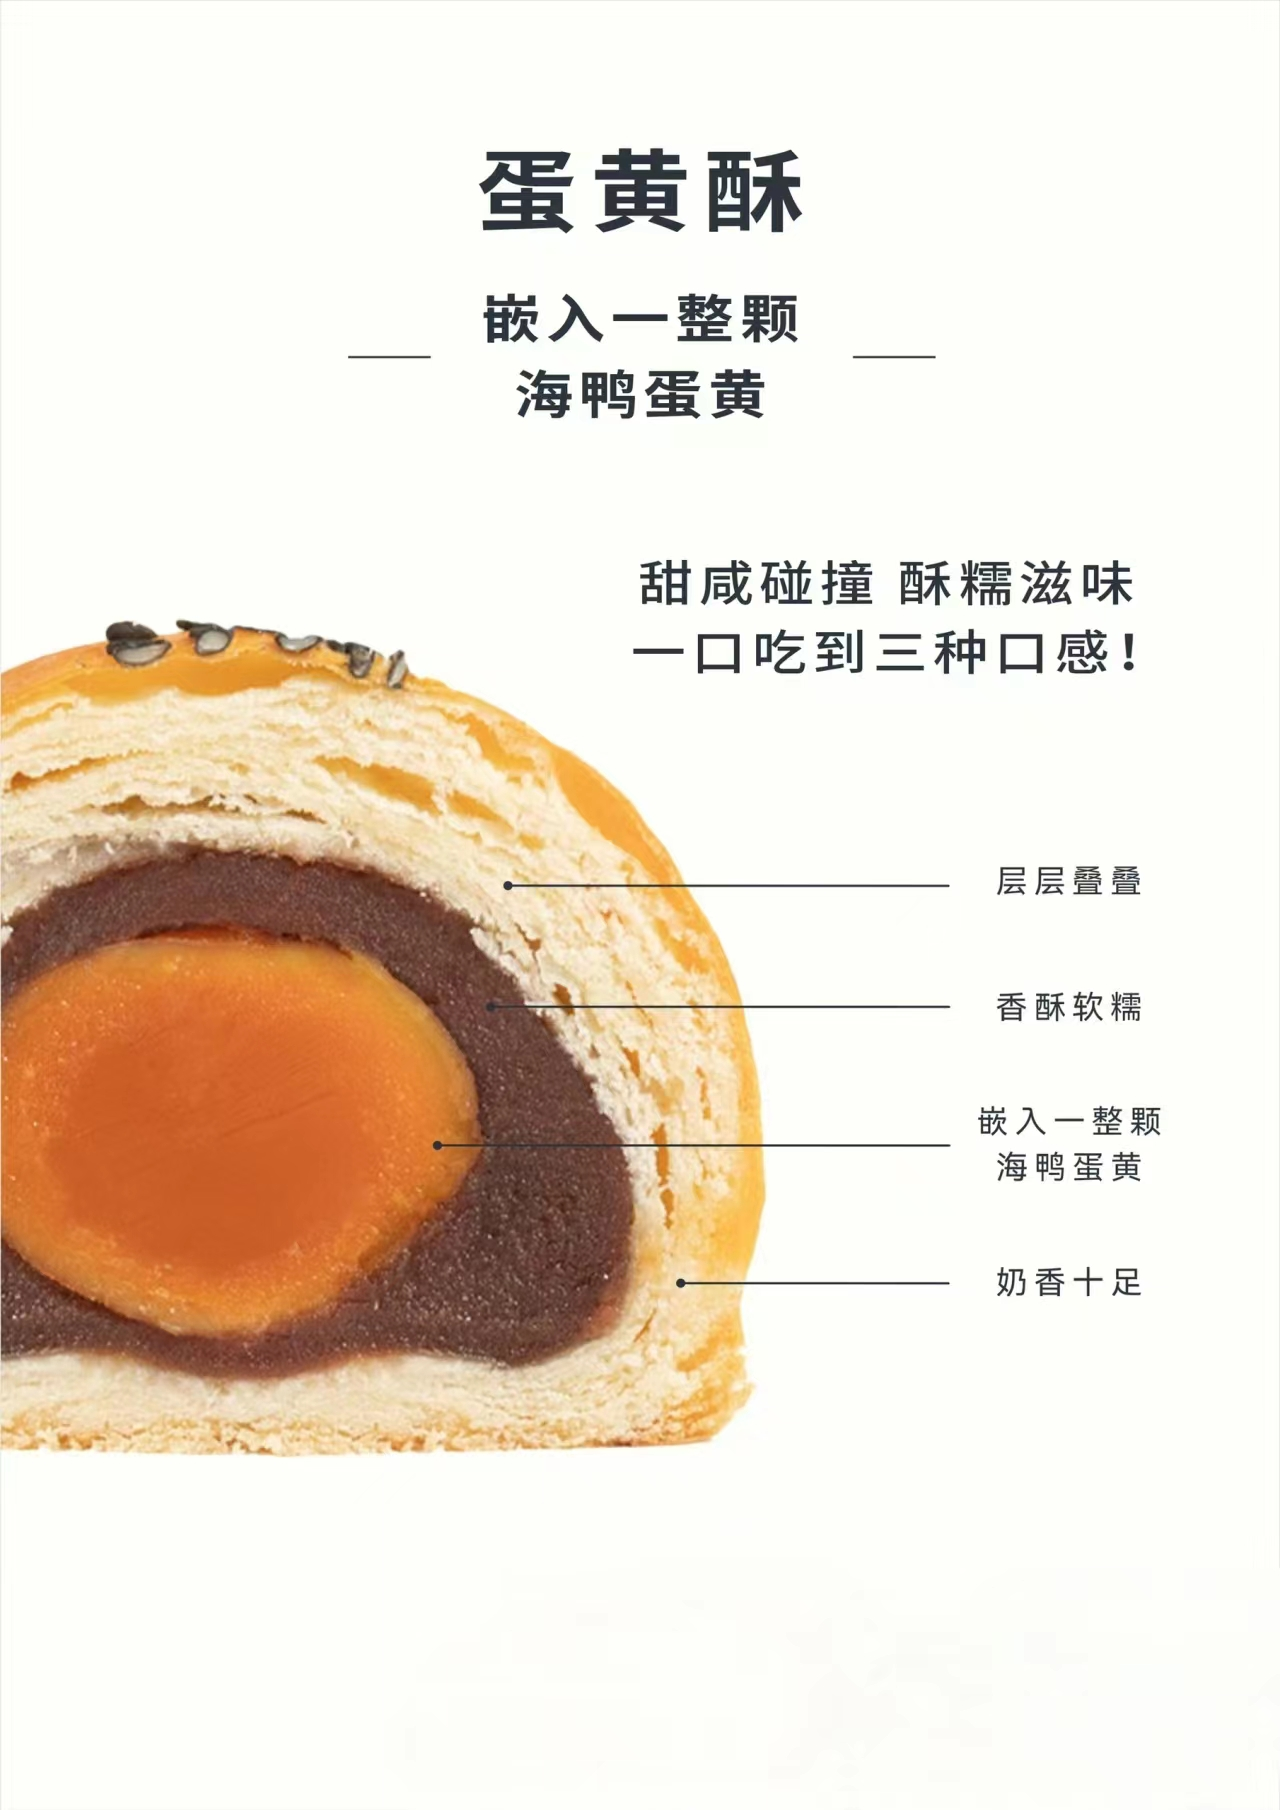 蛋黄酥
嵌入一整颗
海鸭蛋黄
甜咸碰撞 酥糯滋味
一口吃到三种口感！
层层叠叠
香酥软糯
嵌入一整颗
海鸭蛋黄
奶香十足